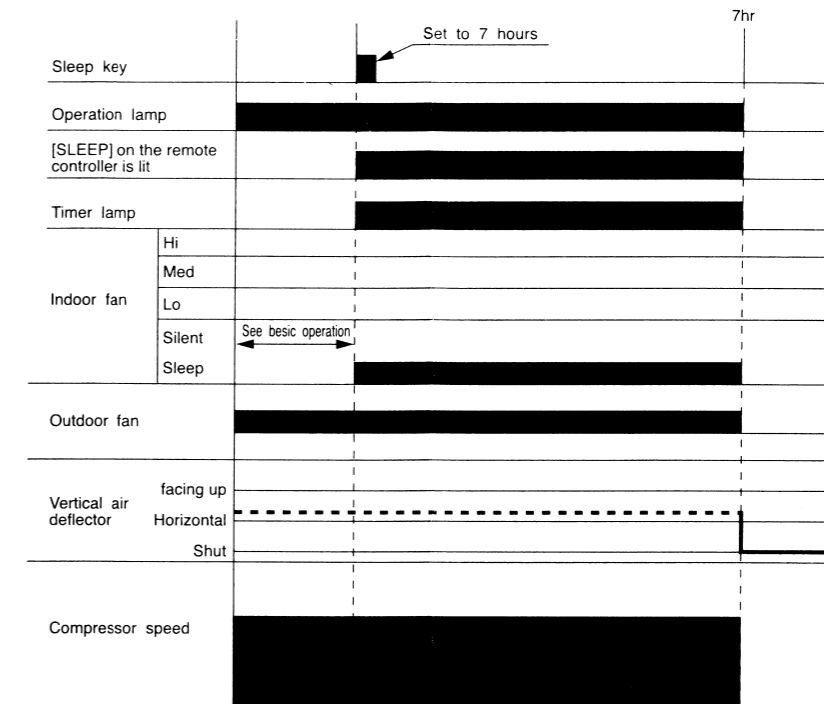 7hr
Set to 7 hours
Sleep key
Operation lamp
[SLEEP] on the remote
controller is lit
Timer lamp
Indoor fan
Hi
Med
Lo
Silent
See besic operation
Sleep
Outdoor fan
Vertical air
deflector
facing up
Horizontal
Shut
Compressor speed